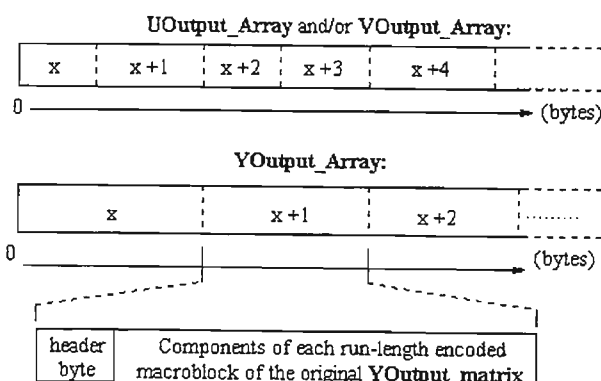 UOutput_Array and/or VOutput_Array:
x x+1 x+2 x+3 x+4
0 (bytes)
YOutput_Array:
x x+1 x+2 .........
0 (bytes)
header byte
Components of each run-length encoded
macroblock of the original YOutput_matrix